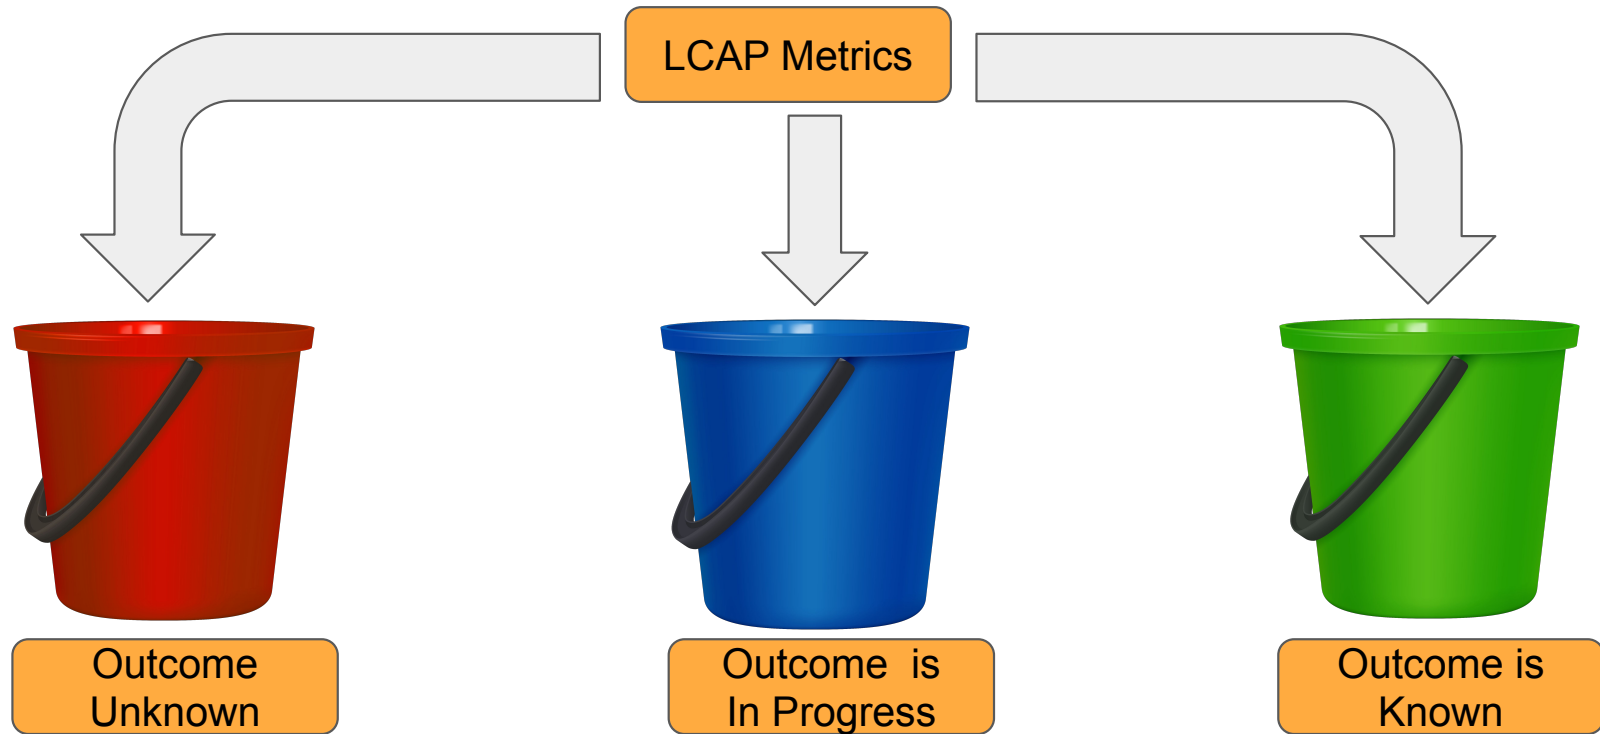 LCAP Metrics
Outcome
Unknown
Outcome is
In Progress
Outcome is
Known